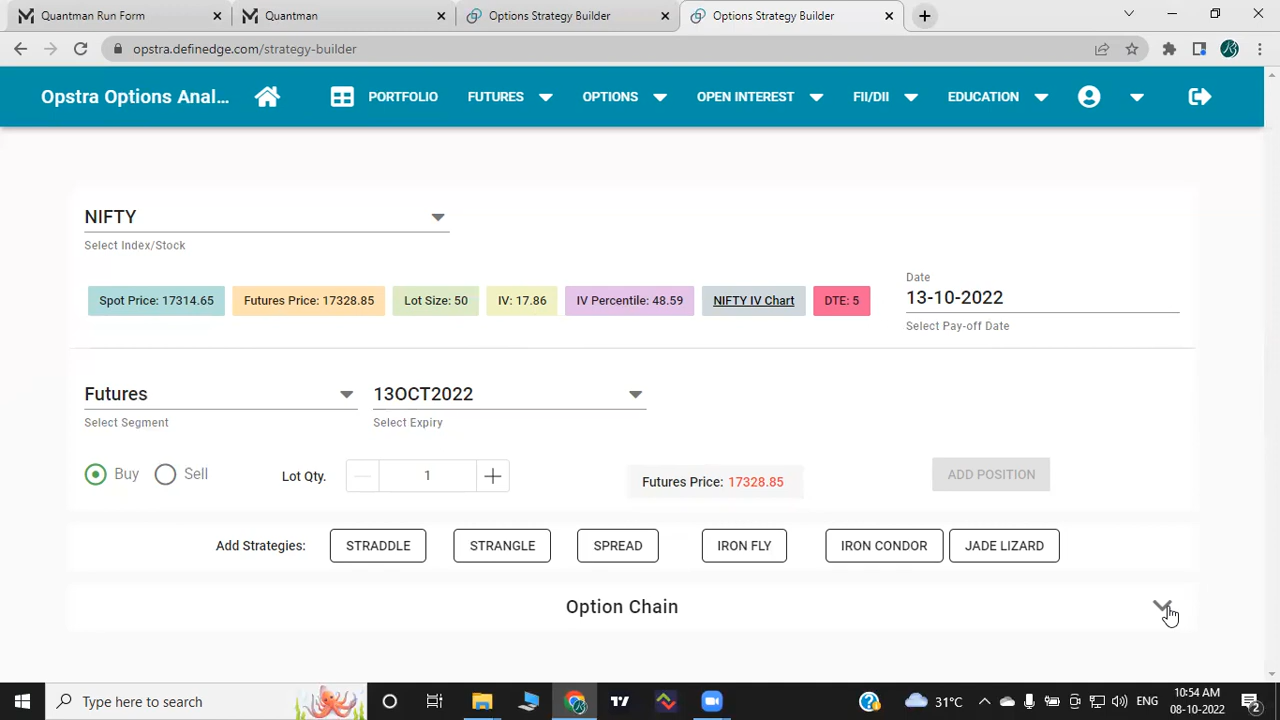 Quantman Run Form
Quantman
Options Strategy Builder
Options Strategy Builder
opstra.definedge.com/strategy-builder
Opstra Options Anal...
PORTFOLIO
FUTURES
OPTIONS
OPEN INTEREST
FII/DII
EDUCATION
NIFTY
Select Index/Stock
Spot Price: 17314.65
Futures Price: 17328.85
Lot Size: 50
IV: 17.86
IV Percentile: 48.59
NIFTY IV Chart
DTE: 5
Date
13-10-2022
Select Pay-off Date
Futures
Select Segment
13OCT2022
Select Expiry
Buy
Sell
Lot Qty.
1
Futures Price: 17328.85
ADD POSITION
Add Strategies:
STRADDLE
STRANGLE
SPREAD
IRON FLY
IRON CONDOR
JADE LIZARD
Option Chain
Type here to search
31°C
ENG
10:54 AM
08-10-2022
2